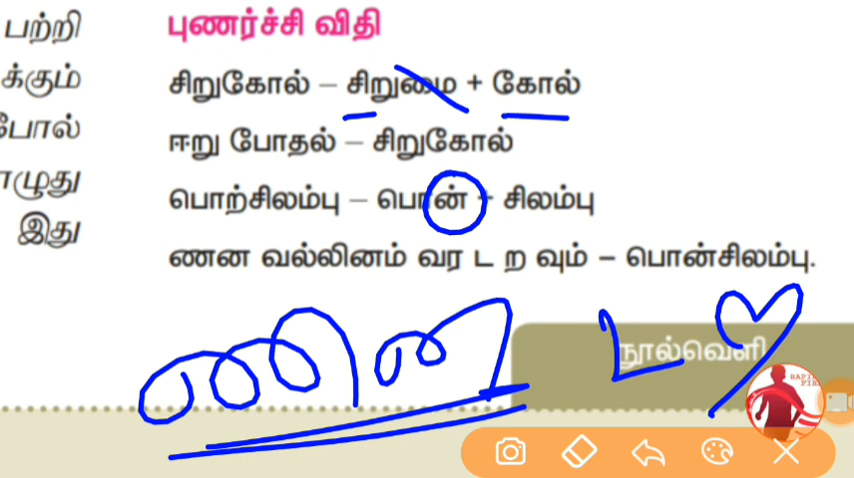 பற்றி
க்கும்
போல்
ாழுது
இது
புணர்ச்சி விதி
சிறுகோல் – சிறுமை + கோல்
ஈறு போதல் – சிறுகோல்
பொற்சிலம்பு – பொன் + சிலம்பு
ணன வல்லினம் வர ட ற வும் – பொன்சிலம்பு.
ண ன ட ற
நூல்வெளி